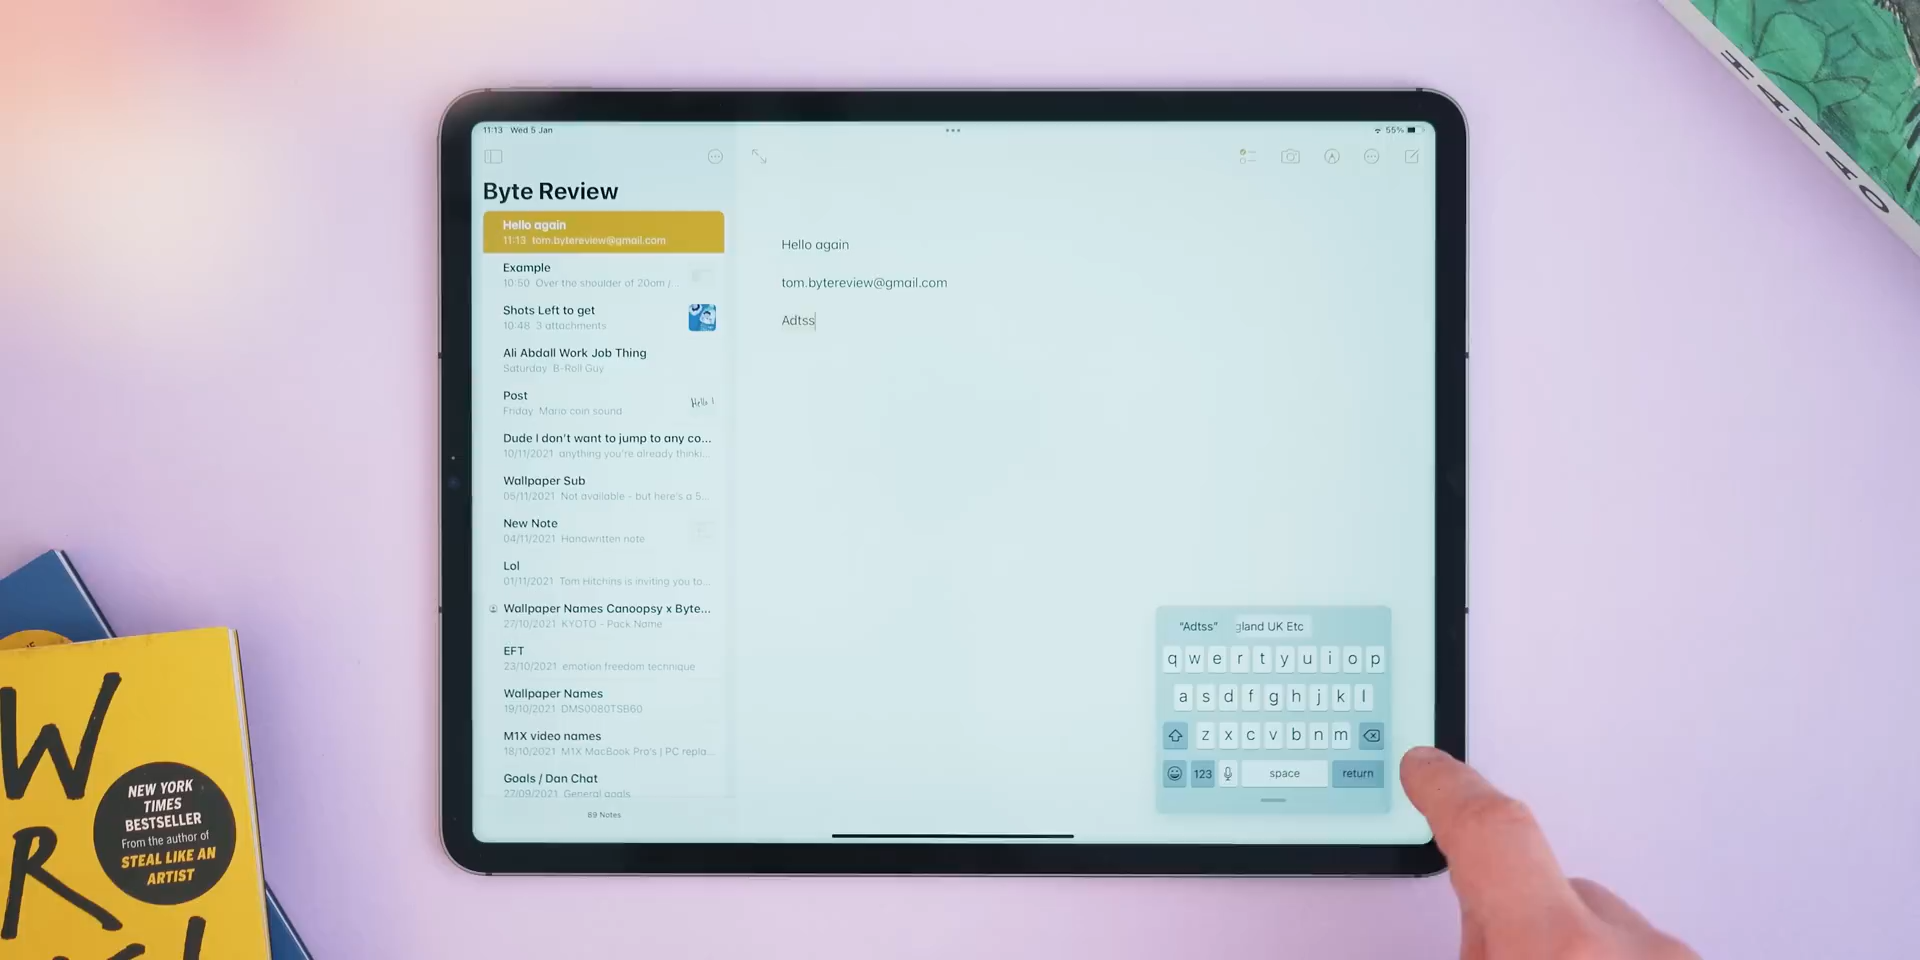 11:13 Wed 5 Jan
55%
Byte Review
Hello again
11:13 tom.bytereview@gmail.com
Example
10:50 Over the shoulder of 20om /...
Shots Left to get
10:48 3 attachments
Ali Abdall Work Job Thing
Saturday B-Roll Guy
Post
Friday Mario coin sound
Hello !
Dude I don't want to jump to any co...
10/11/2021 anything you're already thinki...
Wallpaper Sub
05/11/2021 Not available - but here's a 5...
New Note
04/11/2021 Handwritten note
Lol
01/11/2021 Tom Hitchins is inviting you to...
Wallpaper Names Canoopsy x Byte...
27/10/2021 KYOTO - Pack Name
EFT
23/10/2021 emotion freedom technique
Wallpaper Names
19/10/2021 DMS0080TSB60
M1X video names
18/10/2021 M1X MacBook Pro's | PC repla...
Goals / Dan Chat
27/09/2021 General goals
89 Notes
Hello again
tom.bytereview@gmail.com
Adtss
"Adtss" gland UK Etc
q w e r t y u i o p
a s d f g h j k l
z x c v b n m
123 space return
W
R
NEW YORK
TIMES
BESTSELLER
From the author of
STEAL LIKE AN
ARTIST